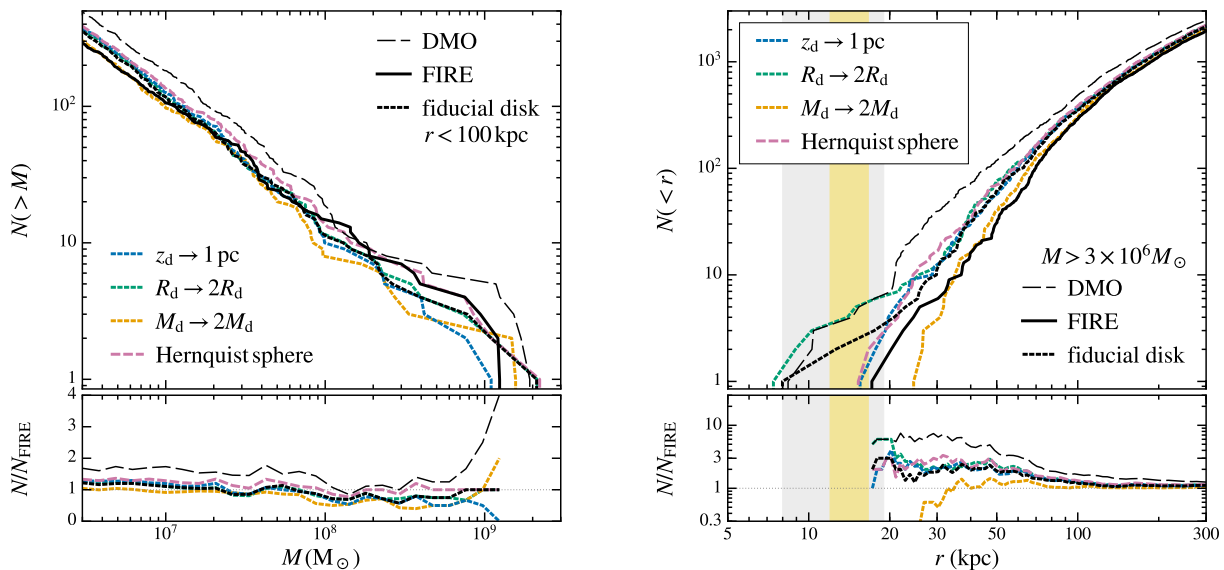 N(> M)
10²
10
1
DMO
FIRE
fiducial disk
r < 100 kpc
z_d → 1 pc
R_d → 2R_d
M_d → 2M_d
Hernquist sphere
N/N_FIRE
4
3
2
1
0
10⁷
10⁸
10⁹
M (M_⊙)
N(< r)
10³
10²
10
1
z_d → 1 pc
R_d → 2R_d
M_d → 2M_d
Hernquist sphere
M > 3 × 10⁶ M_⊙
DMO
FIRE
fiducial disk
N/N_FIRE
10
3
1
0.3
5
10
20
30
50
100
300
r (kpc)